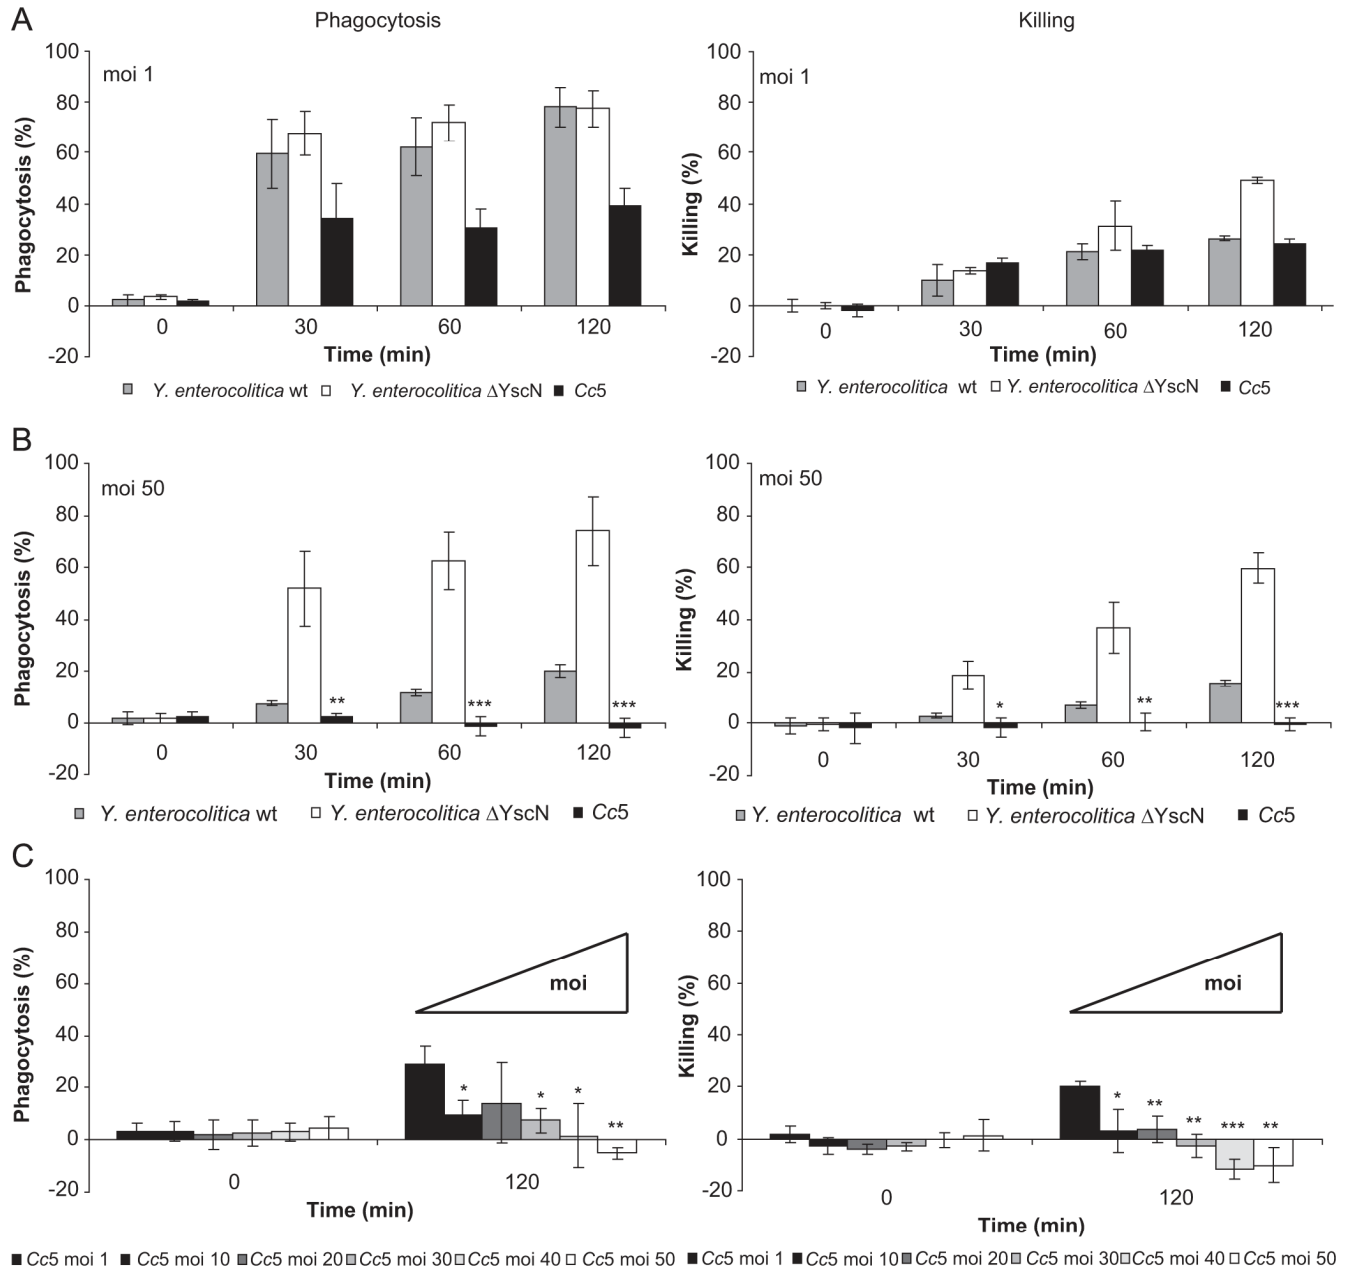 A
Phagocytosis
Killing
100
80
60
40
20
0
-20
Phagocytosis (%)
moi 1
0
30
60
120
Time (min)
Y. enterocolitica wt
Y. enterocolitica ΔYscN
Cc5
100
80
60
40
20
0
-20
Killing (%)
moi 1
0
30
60
120
Time (min)
Y. enterocolitica wt
Y. enterocolitica ΔYscN
Cc5
B
100
80
60
40
20
0
-20
Phagocytosis (%)
moi 50
**
***
***
0
30
60
120
Time (min)
Y. enterocolitica wt
Y. enterocolitica ΔYscN
Cc5
100
80
60
40
20
0
-20
Killing (%)
moi 50
*
**
***
0
30
60
120
Time (min)
Y. enterocolitica wt
Y. enterocolitica ΔYscN
Cc5
C
100
80
60
40
20
0
-20
Phagocytosis (%)
moi
*
*
*
**
0
120
Time (min)
Cc5 moi 1
Cc5 moi 10
Cc5 moi 20
Cc5 moi 30
Cc5 moi 40
Cc5 moi 50
100
80
60
40
20
0
-20
Killing (%)
moi
*
**
**
***
**
0
120
Time (min)
Cc5 moi 1
Cc5 moi 10
Cc5 moi 20
Cc5 moi 30
Cc5 moi 40
Cc5 moi 50